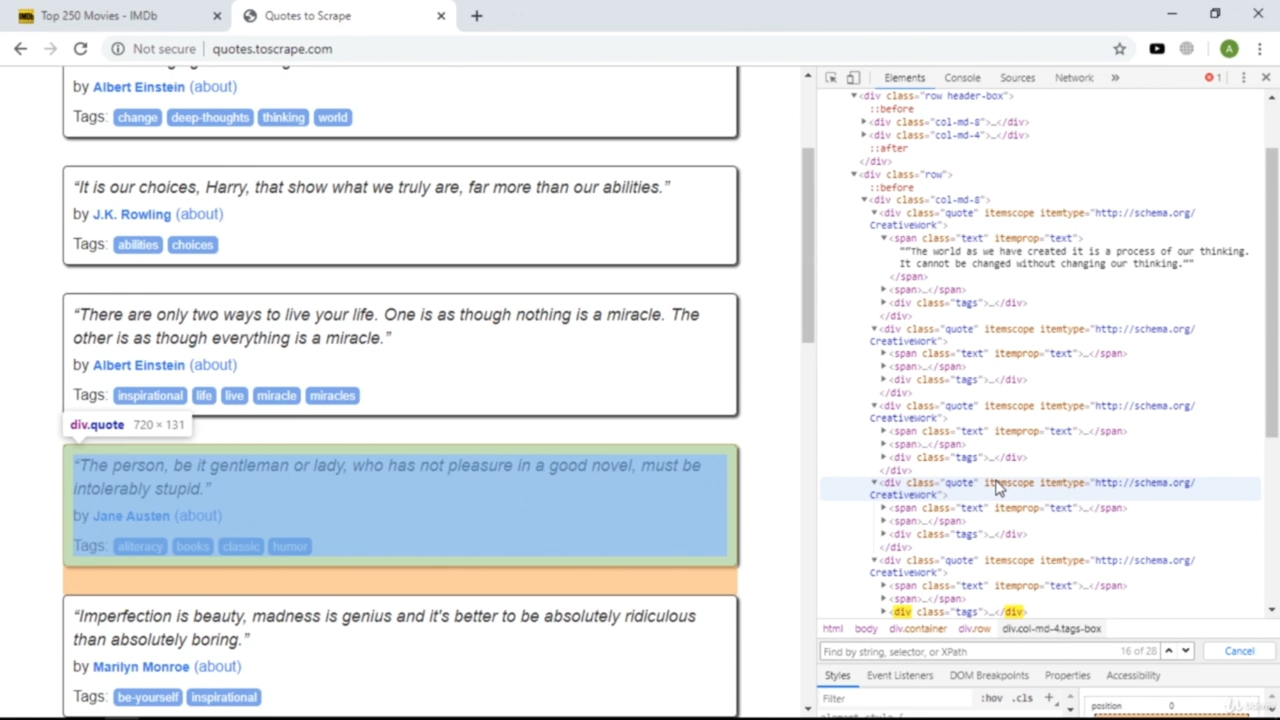 Top 250 Movies - IMDb
Quotes to Scrape
Not secure
quotes.toscrape.com
A
by Albert Einstein (about)
Tags: change deep-thoughts thinking world
“It is our choices, Harry, that show what we truly are, far more than our abilities.”
by J.K. Rowling (about)
Tags: abilities choices
“There are only two ways to live your life. One is as though nothing is a miracle. The
other is as though everything is a miracle.”
by Albert Einstein (about)
Tags: inspirational life live miracle miracles
div.quote 720 × 131
“The person, be it gentleman or lady, who has not pleasure in a good novel, must be
intolerably stupid.”
by Jane Austen (about)
Tags: aliteracy books classic humor
“Imperfection is beauty, madness is genius and it's better to be absolutely ridiculous
than absolutely boring.”
by Marilyn Monroe (about)
Tags: be-yourself inspirational
Elements Console Sources Network » 1
<div class="row header-box">
::before
<div class="col-md-8">…</div>
<div class="col-md-4">…</div>
::after
</div>
<div class="row">
::before
<div class="col-md-8">
<div class="quote" itemscope itemtype="http://schema.org/
CreativeWork">
<span class="text" itemprop="text">
"“The world as we have created it is a process of our thinking.
It cannot be changed without changing our thinking.”"
</span>
<span>…</span>
<div class="tags">…</div>
</div>
<div class="quote" itemscope itemtype="http://schema.org/
CreativeWork">
<span class="text" itemprop="text">…</span>
<span>…</span>
<div class="tags">…</div>
</div>
<div class="quote" itemscope itemtype="http://schema.org/
CreativeWork">
<span class="text" itemprop="text">…</span>
<span>…</span>
<div class="tags">…</div>
</div>
<div class="quote" itemscope itemtype="http://schema.org/
CreativeWork">
<span class="text" itemprop="text">…</span>
<span>…</span>
<div class="tags">…</div>
</div>
<div class="quote" itemscope itemtype="http://schema.org/
CreativeWork">
<span class="text" itemprop="text">…</span>
<span>…</span>
<div class="tags">…</div>
html body div.container div.row div.col-md-4.tags-box
Find by string, selector, or XPath 16 of 28 Cancel
Styles Event Listeners DOM Breakpoints Properties Accessibility
Filter :hov .cls +
position 0